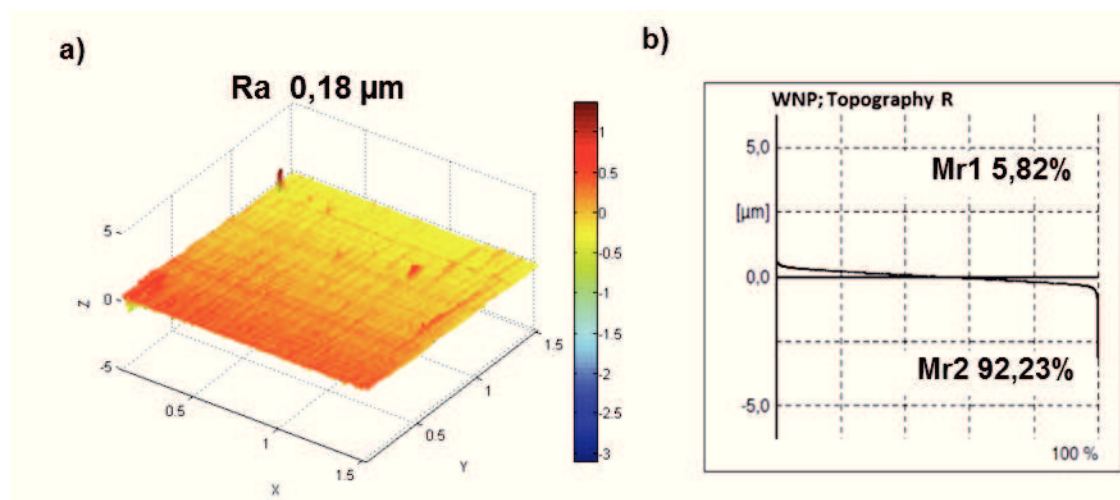 a)
Ra 0,18 µm
5
0
-5
Z
0.5
1
1.5
X
0.5
1
1.5
Y
1
0.5
0
-0.5
-1
-1.5
-2
-2.5
-3
b)
WNP; Topography R
5,0
Mr1 5,82%
[µm]
0,0
Mr2 92,23%
-5,0
100 %